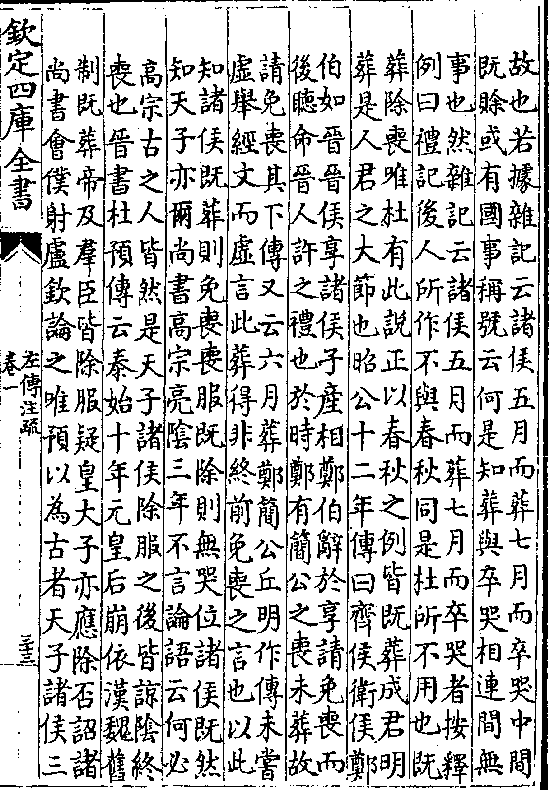 故也若據雜記云諸侯五月而葬七月而卒哭中間
既賒或有國事稱號云何是知葬與卒哭相連間無
事也然雜記云諸侯五月而葬七月而卒哭者按釋
例曰禮記後人所作不與春秋同是杜所不用也既
葬除喪唯杜有此說正以春秋之例皆既葬成君明
葬是人君之大節也昭公十二年傳曰齊侯衛侯鄭
伯如晉晉侯享諸侯子產相鄭伯辭於享請免喪而
後聽命晉人許之禮也於時鄭有簡公之喪未葬故
請免喪其下傳又云六月葬鄭簡公丘明作傳未嘗
虛舉經文而虛言此葬得非終前免喪之言也以此
知諸侯既葬則免喪喪服既除則無哭位諸侯既然
知天子亦爾尚書高宗亮陰三年不言論語云何必
高宗古之人皆然是天子諸侯除服之後皆諒陰終
喪也晉書杜預傳云泰始十年元皇后崩依漢魏舊
制既葬帝及羣臣皆除服疑皇太子亦應除否詔諸
尚書會僕射盧欽論之唯預以為古者天子諸侯三
欽定四庫全書
左傳注疏
卷一
三十三